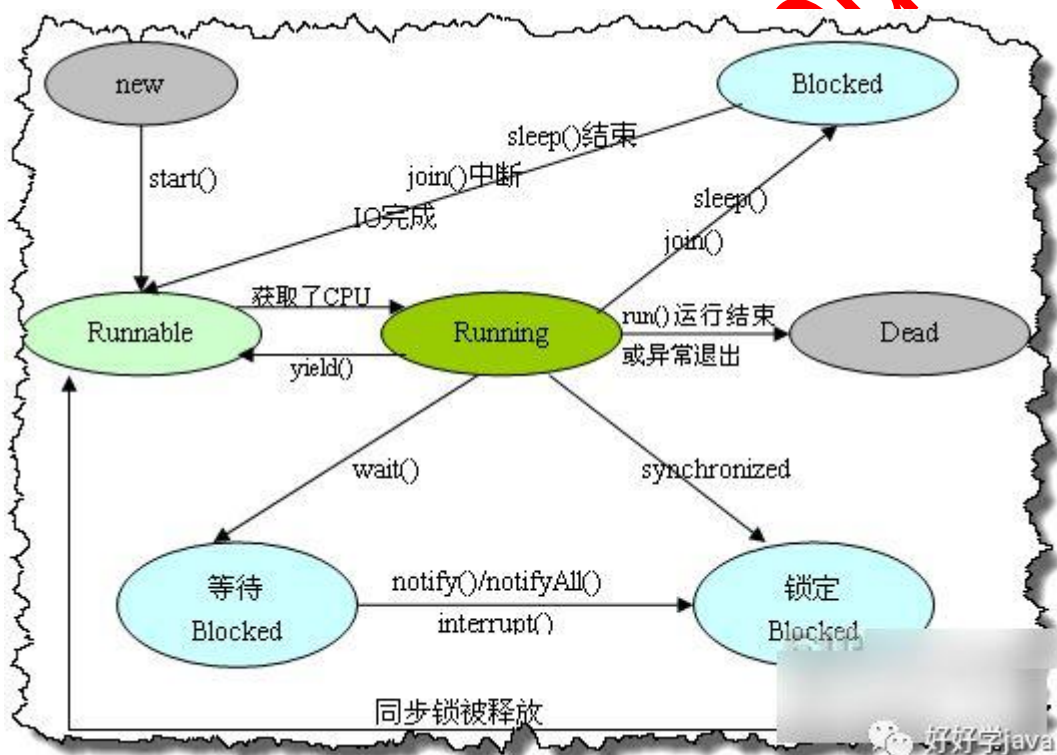 new
Blocked
sleep()结束
start()
join()中断
sleep()
IO完成
join()
获取了CPU
Runnable
Running
run()运行结束
Dead
yield()
或异常退出
wait()
synchronized
等待
Blocked
notify()/notifyAll()
interrupt()
锁定
Blocked
同步锁被释放
好好学java